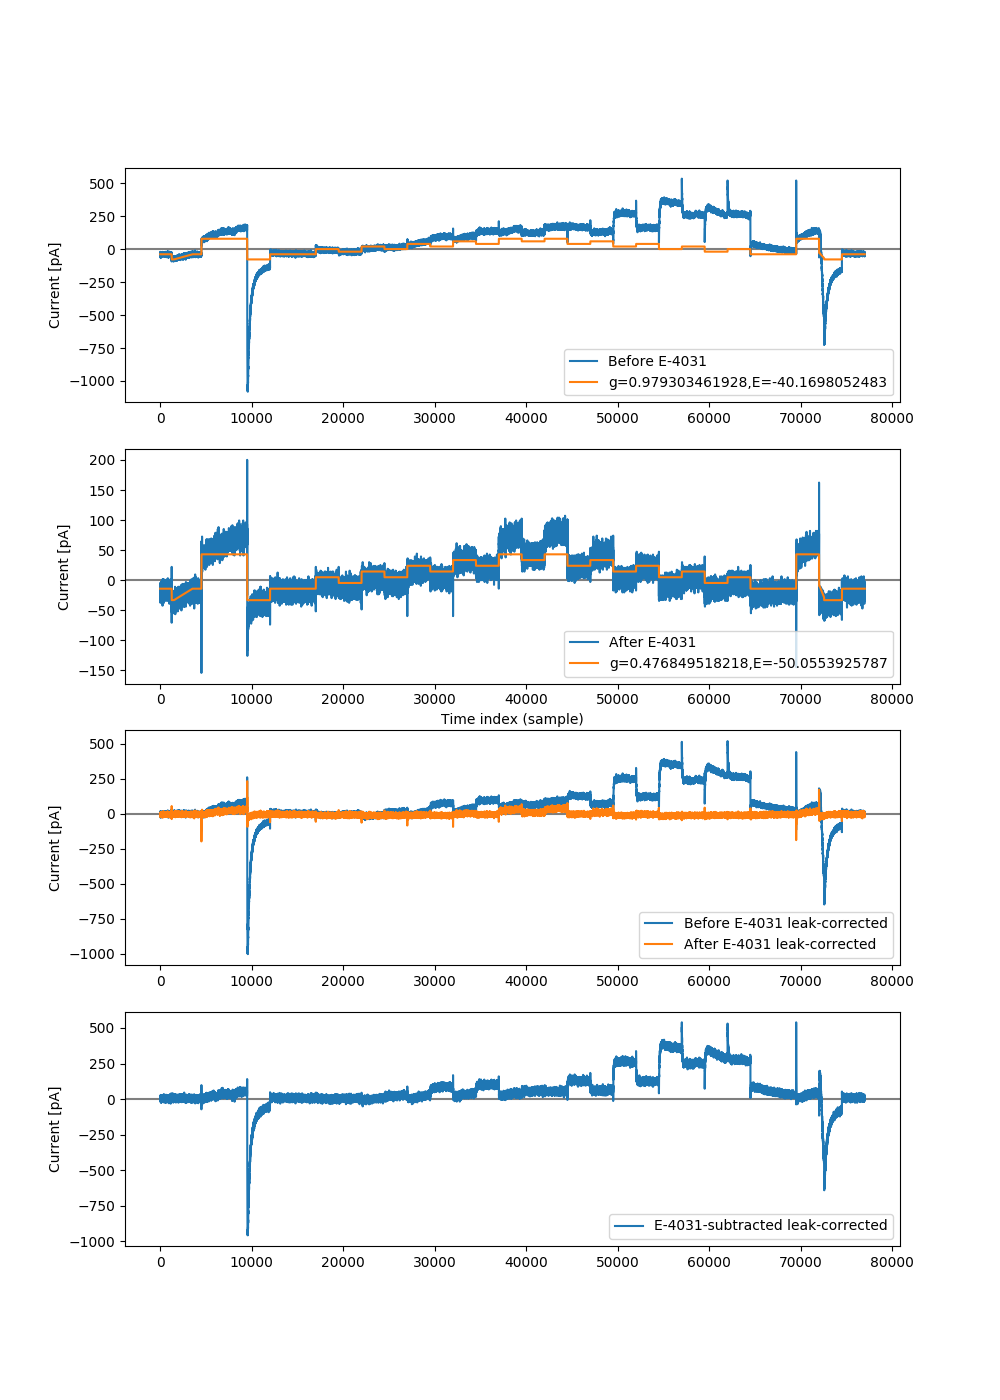 500
250
0
−250
−500
−750
−1000
Current [pA]
Before E-4031
g=0.979303461928,E=-40.1698052483
0 10000 20000 30000 40000 50000 60000 70000 80000
200
150
100
50
0
−50
−100
−150
Current [pA]
After E-4031
g=0.476849518218,E=-50.0553925787
0 10000 20000 30000 40000 50000 60000 70000 80000
Time index (sample)
500
250
0
−250
−500
−750
−1000
Current [pA]
Before E-4031 leak-corrected
After E-4031 leak-corrected
0 10000 20000 30000 40000 50000 60000 70000 80000
500
250
0
−250
−500
−750
−1000
Current [pA]
E-4031-subtracted leak-corrected
0 10000 20000 30000 40000 50000 60000 70000 80000